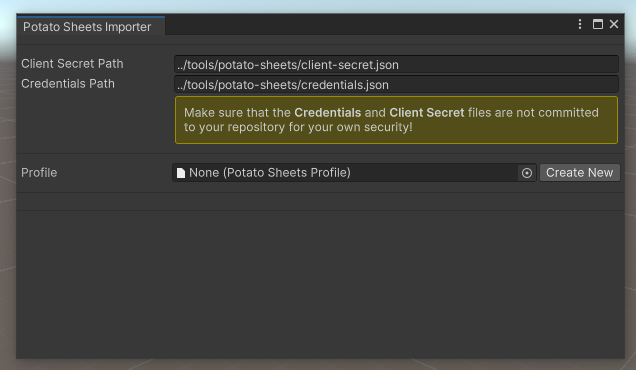 Potato Sheets Importer
Client Secret Path ../tools/potato-sheets/client-secret.json
Credentials Path ../tools/potato-sheets/credentials.json
Make sure that the Credentials and Client Secret files are not committed
to your repository for your own security!
Profile None (Potato Sheets Profile) Create New